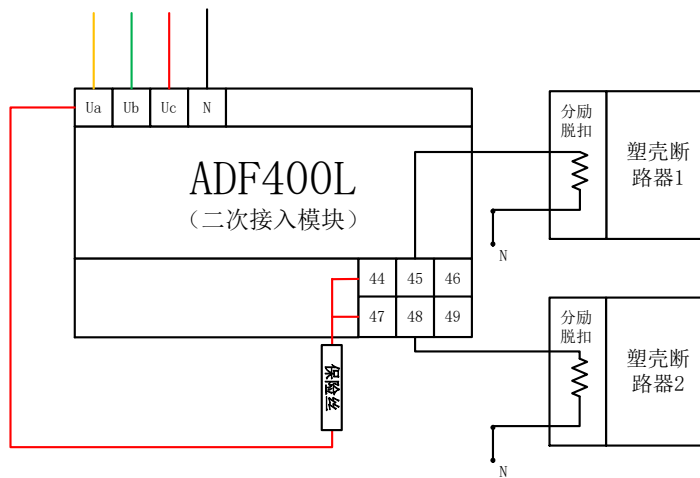 Ua Ub Uc N
ADF400L
（二次接入模块）
44 45 46
47 48 49
保险丝
分励
脱扣
塑壳断
路器1
N
分励
脱扣
塑壳断
路器2
N